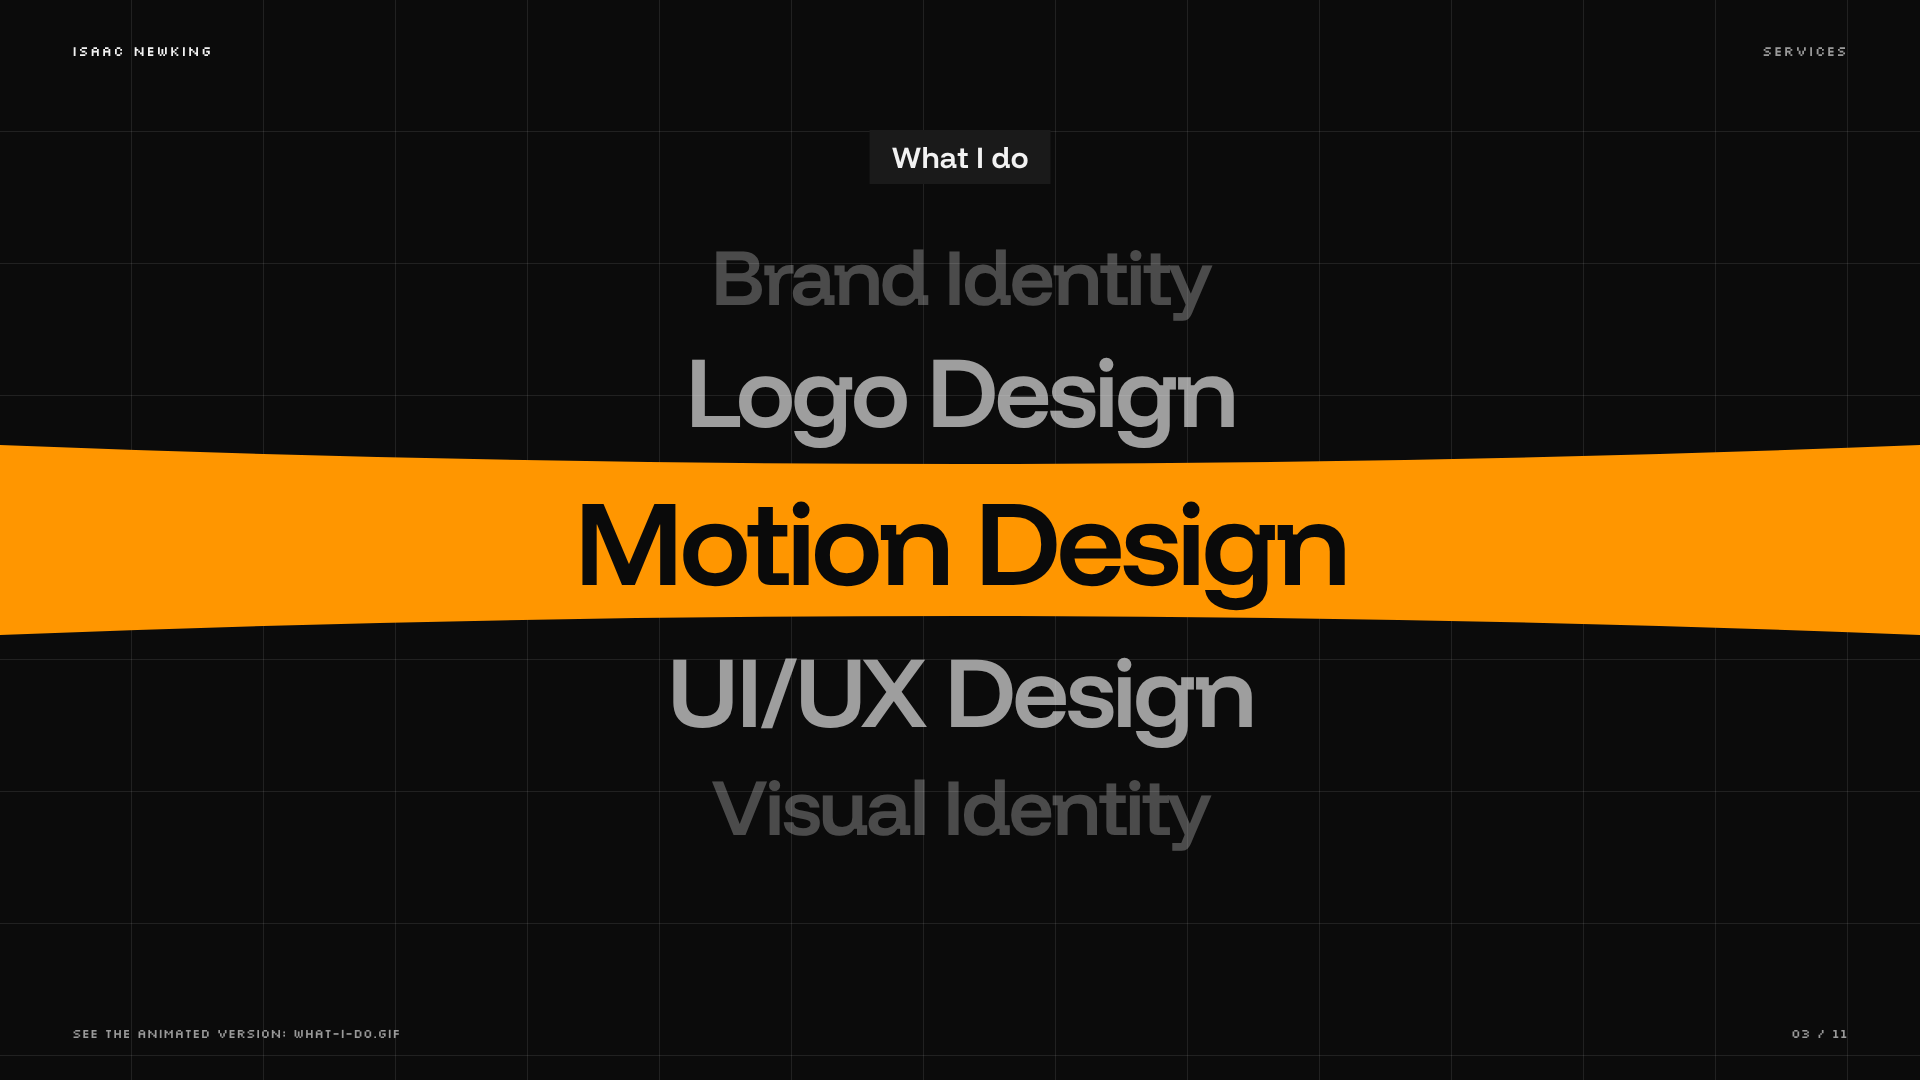 ISAAC NEWKING
SERVICES
What I do
Brand Identity
Logo Design
Motion Design
UI/UX Design
Visual Identity
SEE THE ANIMATED VERSION: WHAT-I-DO.GIF
03 / 11